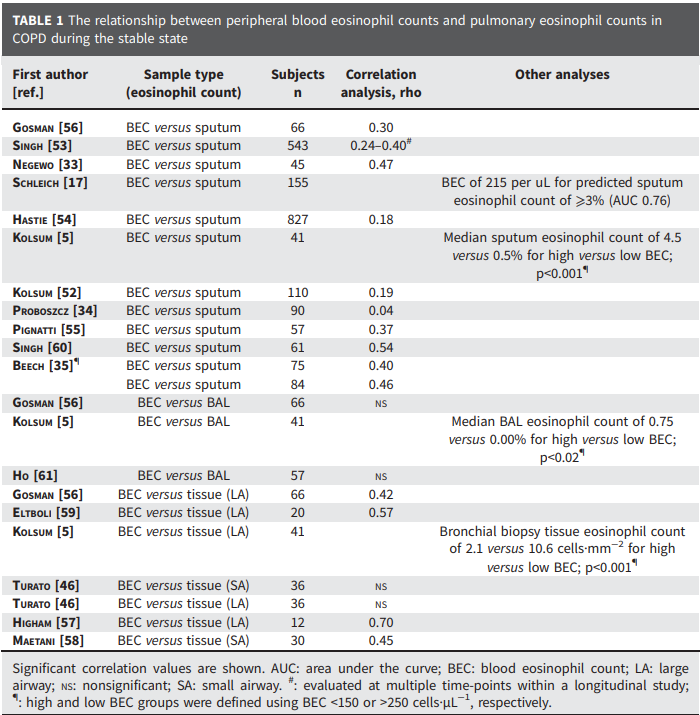 TABLE 1 The relationship between peripheral blood eosinophil counts and pulmonary eosinophil counts in
COPD during the stable state
First author Sample type Subjects Correlation Other analyses
[ref.] (eosinophil count) n analysis, rho
GOSMAN [56] BEC versus sputum 66 0.30
SINGH [53] BEC versus sputum 543 0.24–0.40#
NEGEWO [33] BEC versus sputum 45 0.47
SCHLEICH [17] BEC versus sputum 155 BEC of 215 per uL for predicted sputum
eosinophil count of ⩾3% (AUC 0.76)
HASTIE [54] BEC versus sputum 827 0.18
KOLSUM [5] BEC versus sputum 41 Median sputum eosinophil count of 4.5
versus 0.5% for high versus low BEC;
p<0.001¶
KOLSUM [52] BEC versus sputum 110 0.19
PROBOSZCZ [34] BEC versus sputum 90 0.04
PIGNATTI [55] BEC versus sputum 57 0.37
SINGH [60] BEC versus sputum 61 0.54
BEECH [35]¶ BEC versus sputum 75 0.40
BEC versus sputum 84 0.46
GOSMAN [56] BEC versus BAL 66 NS
KOLSUM [5] BEC versus BAL 41 Median BAL eosinophil count of 0.75
versus 0.00% for high versus low BEC;
p<0.02¶
HO [61] BEC versus BAL 57 NS
GOSMAN [56] BEC versus tissue (LA) 66 0.42
ELTBOLI [59] BEC versus tissue (LA) 20 0.57
KOLSUM [5] BEC versus tissue (LA) 41 Bronchial biopsy tissue eosinophil count
of 2.1 versus 10.6 cells·mm−2 for high
versus low BEC; p<0.001¶
TURATO [46] BEC versus tissue (SA) 36 NS
TURATO [46] BEC versus tissue (LA) 36 NS
HIGHAM [57] BEC versus tissue (LA) 12 0.70
MAETANI [58] BEC versus tissue (SA) 30 0.45
Significant correlation values are shown. AUC: area under the curve; BEC: blood eosinophil count; LA: large
airway; NS: nonsignificant; SA: small airway. #: evaluated at multiple time-points within a longitudinal study;
¶: high and low BEC groups were defined using BEC <150 or >250 cells·µL−1, respectively.